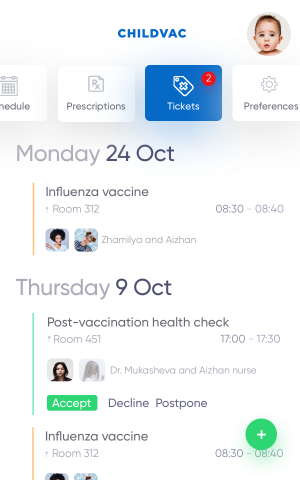 CHILDVAC
hedule
Prescriptions
2
Tickets
Preferences
Monday 24 Oct
Influenza vaccine
↑ Room 312
08:30 - 08:40
Zhamilya and Aizhan
Thursday 9 Oct
Post-vaccination health check
↑ Room 451
17:00 - 17:30
Dr. Mukasheva and Aizhan nurse
Accept Decline Postpone
+
Influenza vaccine
↑ Room 312
08:30 - 08:40